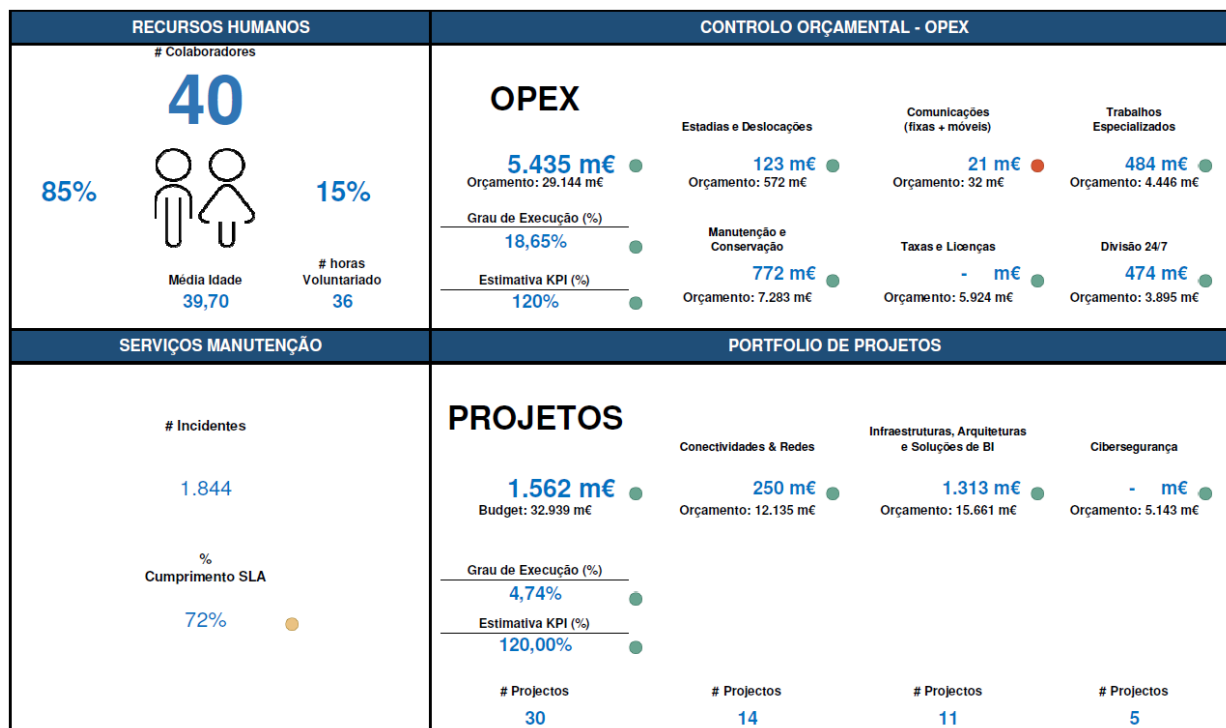 RECURSOS HUMANOS
# Colaboradores
40
85%
15%
Média Idade
39,70
# horas
Voluntariado
36
CONTROLO ORÇAMENTAL - OPEX
OPEX
5.435 m€
Orçamento: 29.144 m€
Grau de Execução (%)
18,65%
Estimativa KPI (%)
120%
Estadias e Deslocações
123 m€
Orçamento: 572 m€
Comunicações
(fixas + móveis)
21 m€
Orçamento: 32 m€
Trabalhos
Especializados
484 m€
Orçamento: 4.446 m€
Manutenção e
Conservação
772 m€
Orçamento: 7.283 m€
Taxas e Licenças
- m€
Orçamento: 5.924 m€
Divisão 24/7
474 m€
Orçamento: 3.895 m€
SERVIÇOS MANUTENÇÃO
# Incidentes
1.844
%
Cumprimento SLA
72%
PORTFOLIO DE PROJETOS
PROJETOS
1.562 m€
Budget: 32.939 m€
Grau de Execução (%)
4,74%
Estimativa KPI (%)
120,00%
# Projectos
30
Conectividades & Redes
250 m€
Orçamento: 12.135 m€
# Projectos
14
Infraestruturas, Arquiteturas
e Soluções de BI
1.313 m€
Orçamento: 15.661 m€
# Projectos
11
Cibersegurança
- m€
Orçamento: 5.143 m€
# Projectos
5